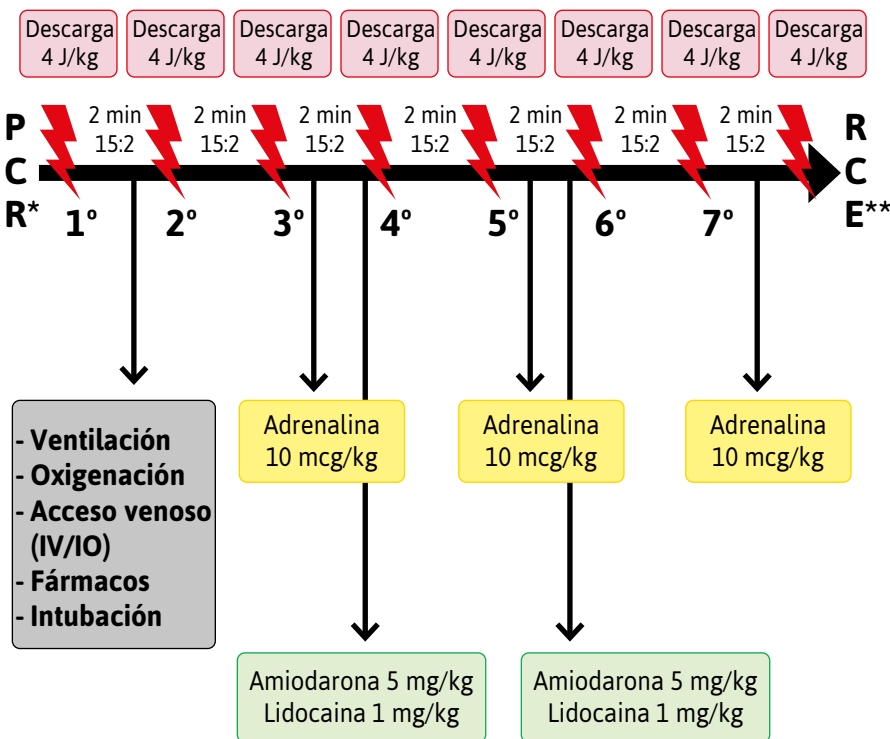 Descarga
4 J/kg
Descarga
4 J/kg
Descarga
4 J/kg
Descarga
4 J/kg
Descarga
4 J/kg
Descarga
4 J/kg
Descarga
4 J/kg
Descarga
4 J/kg
P
C
R*
2 min
15:2
2 min
15:2
2 min
15:2
2 min
15:2
2 min
15:2
2 min
15:2
2 min
15:2
R
C
E**
1º
2º
3º
4º
5º
6º
7º
- Ventilación
- Oxigenación
- Acceso venoso
(IV/IO)
- Fármacos
- Intubación
Adrenalina
10 mcg/kg
Adrenalina
10 mcg/kg
Adrenalina
10 mcg/kg
Amiodarona 5 mg/kg
Lidocaina 1 mg/kg
Amiodarona 5 mg/kg
Lidocaina 1 mg/kg